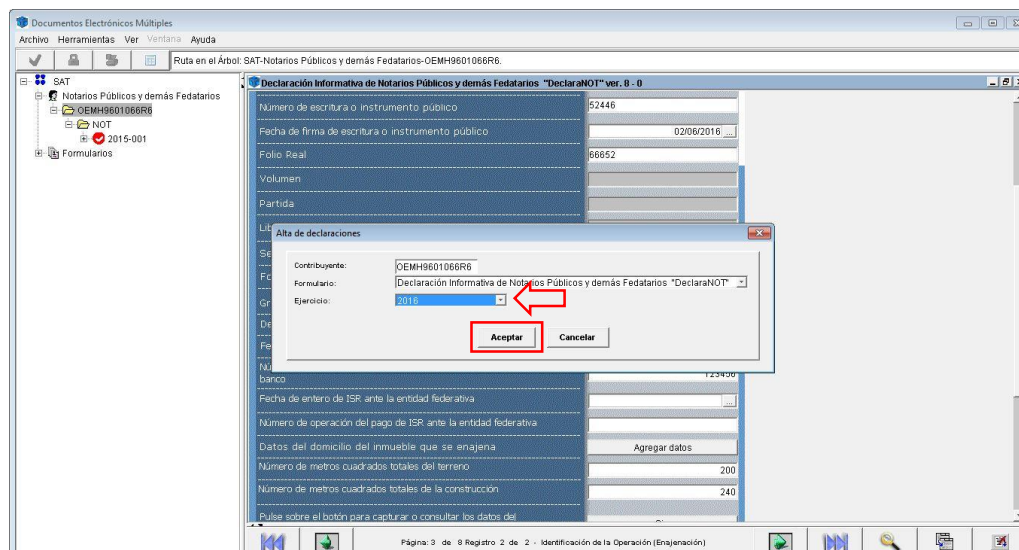 Documentos Electrónicos Múltiples
Archivo Herramientas Ver Ventana Ayuda
Ruta en el Árbol: SAT-Notarios Públicos y demás Fedatarios-OEMH9601066R6.
SAT
Notarios Públicos y demás Fedatarios
OEMH9601066R6
NOT
2015-001
Formularios
Declaración Informativa de Notarios Públicos y demás Fedatarios "DeclaraNOT" ver. 8 - 0
Número de escritura o instrumento público 52446
Fecha de firma de escritura o instrumento público 02/06/2016 ...
Folio Real 66652
Volumen
Partida
Lib
Alta de declaraciones
Se
Fo
Gr
De
Fe
Contribuyente: OEMH9601066R6
Formulario: Declaración Informativa de Notarios Públicos y demás Fedatarios "DeclaraNOT"
Ejercicio: 2016
Aceptar Cancelar
Nú
banco 123456
Fecha de entero de ISR ante la entidad federativa ...
Número de operación del pago de ISR ante la entidad federativa
Datos del domicilio del inmueble que se enajena Agregar datos
Número de metros cuadrados totales del terreno 200
Número de metros cuadrados totales de la construcción 240
Pulse sobre el botón para capturar o consultar los datos del
Página: 3 de 8 Registro 2 de 2 - Identificación de la Operación (Enajenación)